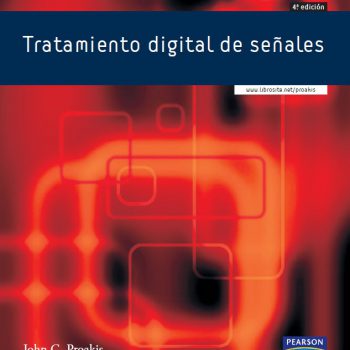 4ª edición
Tratamiento digital de señales
www.librosite.net/proakis
John G. Proakis
PEARSON